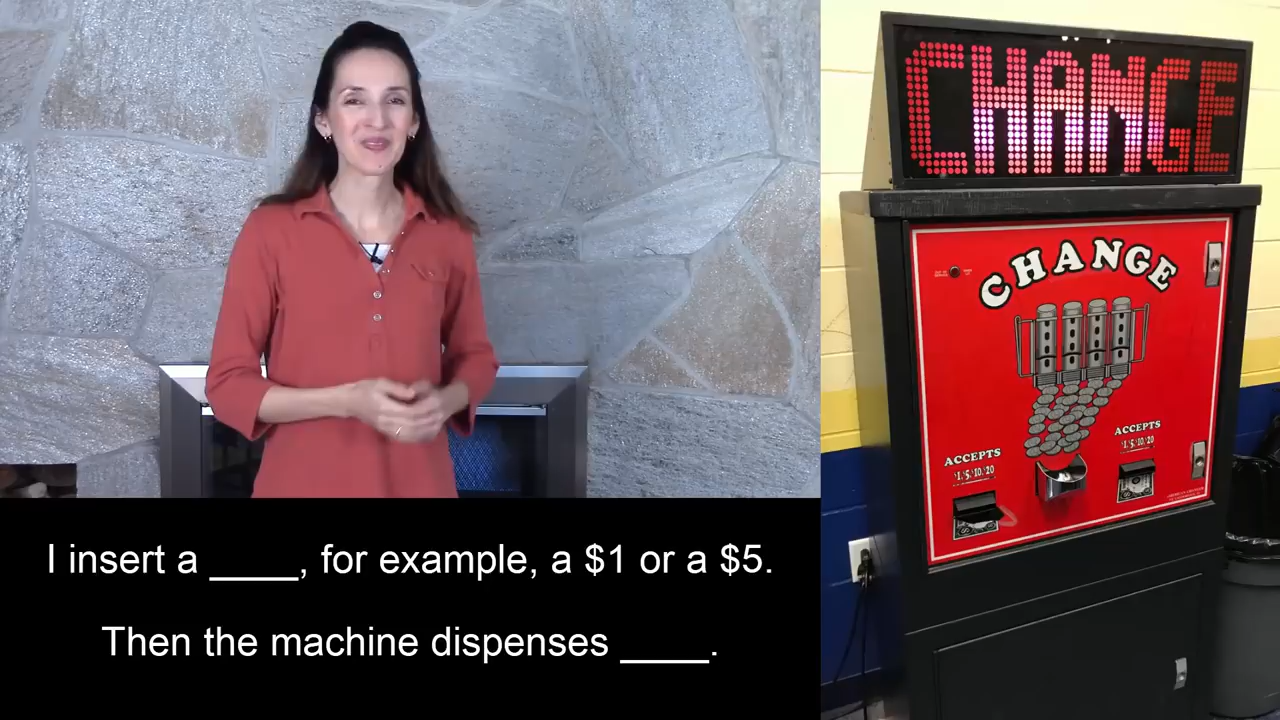 I insert a ____, for example, a $1 or a $5.
Then the machine dispenses ____.
CHANGE
CHANGE
ACCEPTS
$1, $5, $10, $20
ACCEPTS
$1, $5, $10, $20